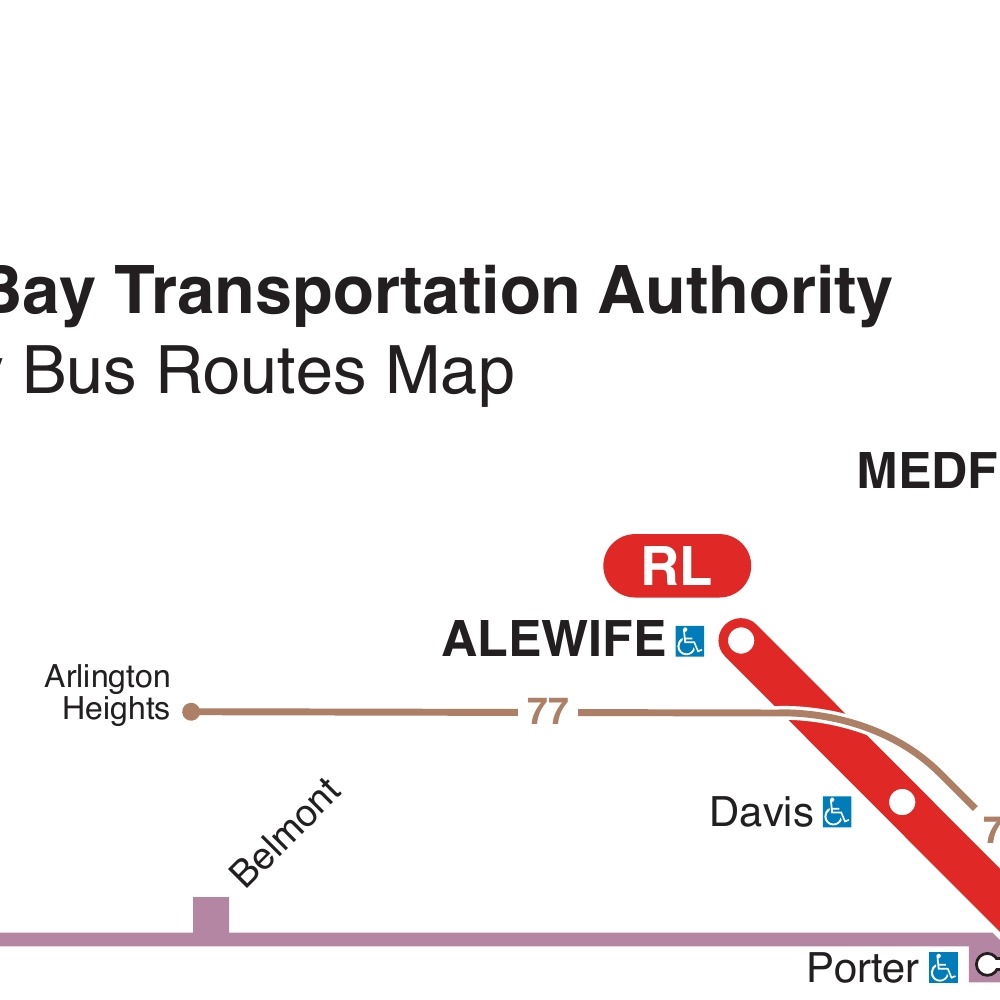 Bay Transportation Authority
Bus Routes Map
MEDF
RL
ALEWIFE
Arlington
Heights
77
Belmont
Davis
7
Porter
C